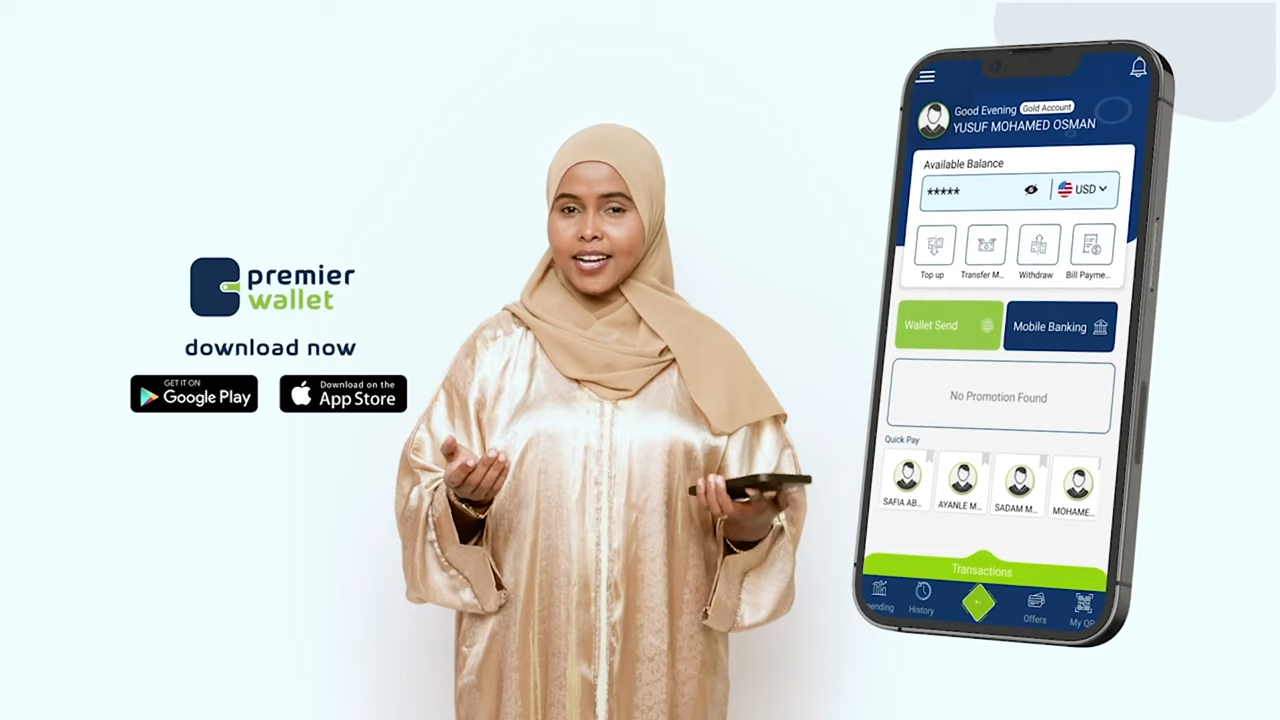 premier
wallet
download now
GET IT ON
Google Play
Download on the
App Store
Good Evening Gold Account
YUSUF MOHAMED OSMAN
Available Balance
***** USD
Top up Transfer M... Withdraw Bill Payme...
Wallet Send Mobile Banking
No Promotion Found
Quick Pay
SAFIA AB... AYANLE M... SADAM M... MOHAME...
Transactions
pending History Offers My QR